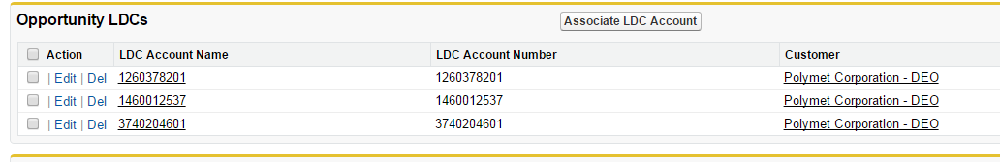 Opportunity LDCs Associate LDC Account
Action LDC Account Name LDC Account Number Customer
| Edit | Del 1260378201 1260378201 Polymet Corporation - DEO
| Edit | Del 1460012537 1460012537 Polymet Corporation - DEO
| Edit | Del 3740204601 3740204601 Polymet Corporation - DEO